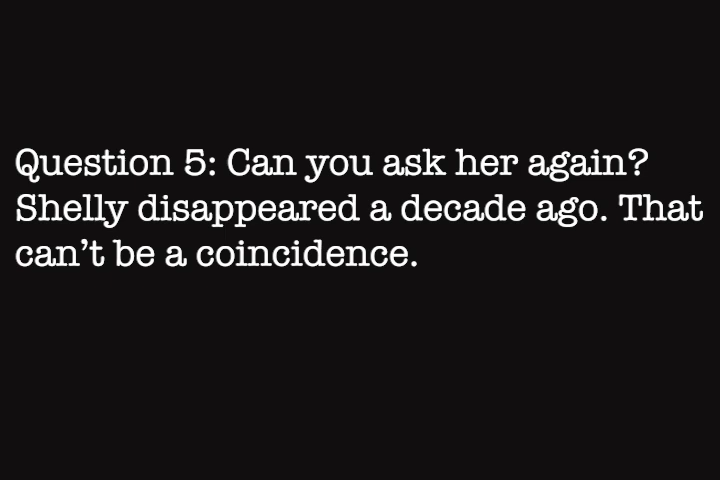 Question 5: Can you ask her again?
Shelly disappeared a decade ago. That
can’t be a coincidence.